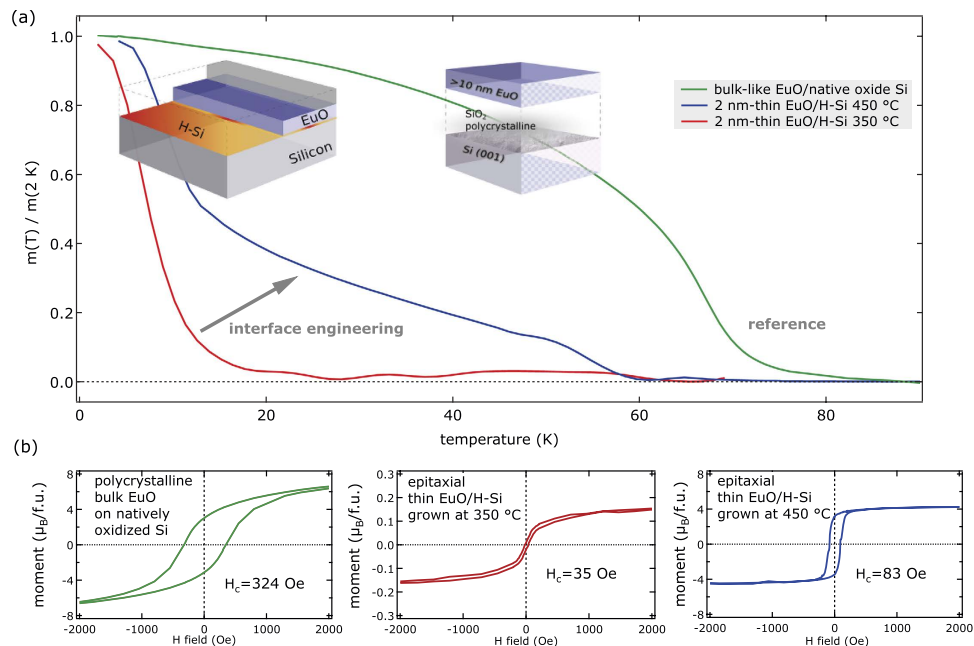 (a)
1.0
0.8
0.6
0.4
0.2
0.0
m(T) / m(2 K)
H-Si
EuO
Silicon
>10 nm EuO
SiO₂
polycrystalline
Si (001)
bulk-like EuO/native oxide Si
2 nm-thin EuO/H-Si 450 °C
2 nm-thin EuO/H-Si 350 °C
interface engineering
reference
0 20 40 60 80
temperature (K)
(b)
moment (μB/f.u.)
8
4
0
-4
-8
polycrystalline
bulk EuO
on natively
oxidized Si
Hc=324 Oe
-2000 -1000 0 1000 2000
H field (Oe)
moment (μB/f.u.)
0.3
0.2
0.1
0.0
-0.1
-0.2
-0.3
epitaxial
thin EuO/H-Si
grown at 350 °C
Hc=35 Oe
-2000 -1000 0 1000 2000
H field (Oe)
moment (μB/f.u.)
8
4
0
-4
-8
epitaxial
thin EuO/H-Si
grown at 450 °C
Hc=83 Oe
-2000 -1000 0 1000 2000
H field (Oe)